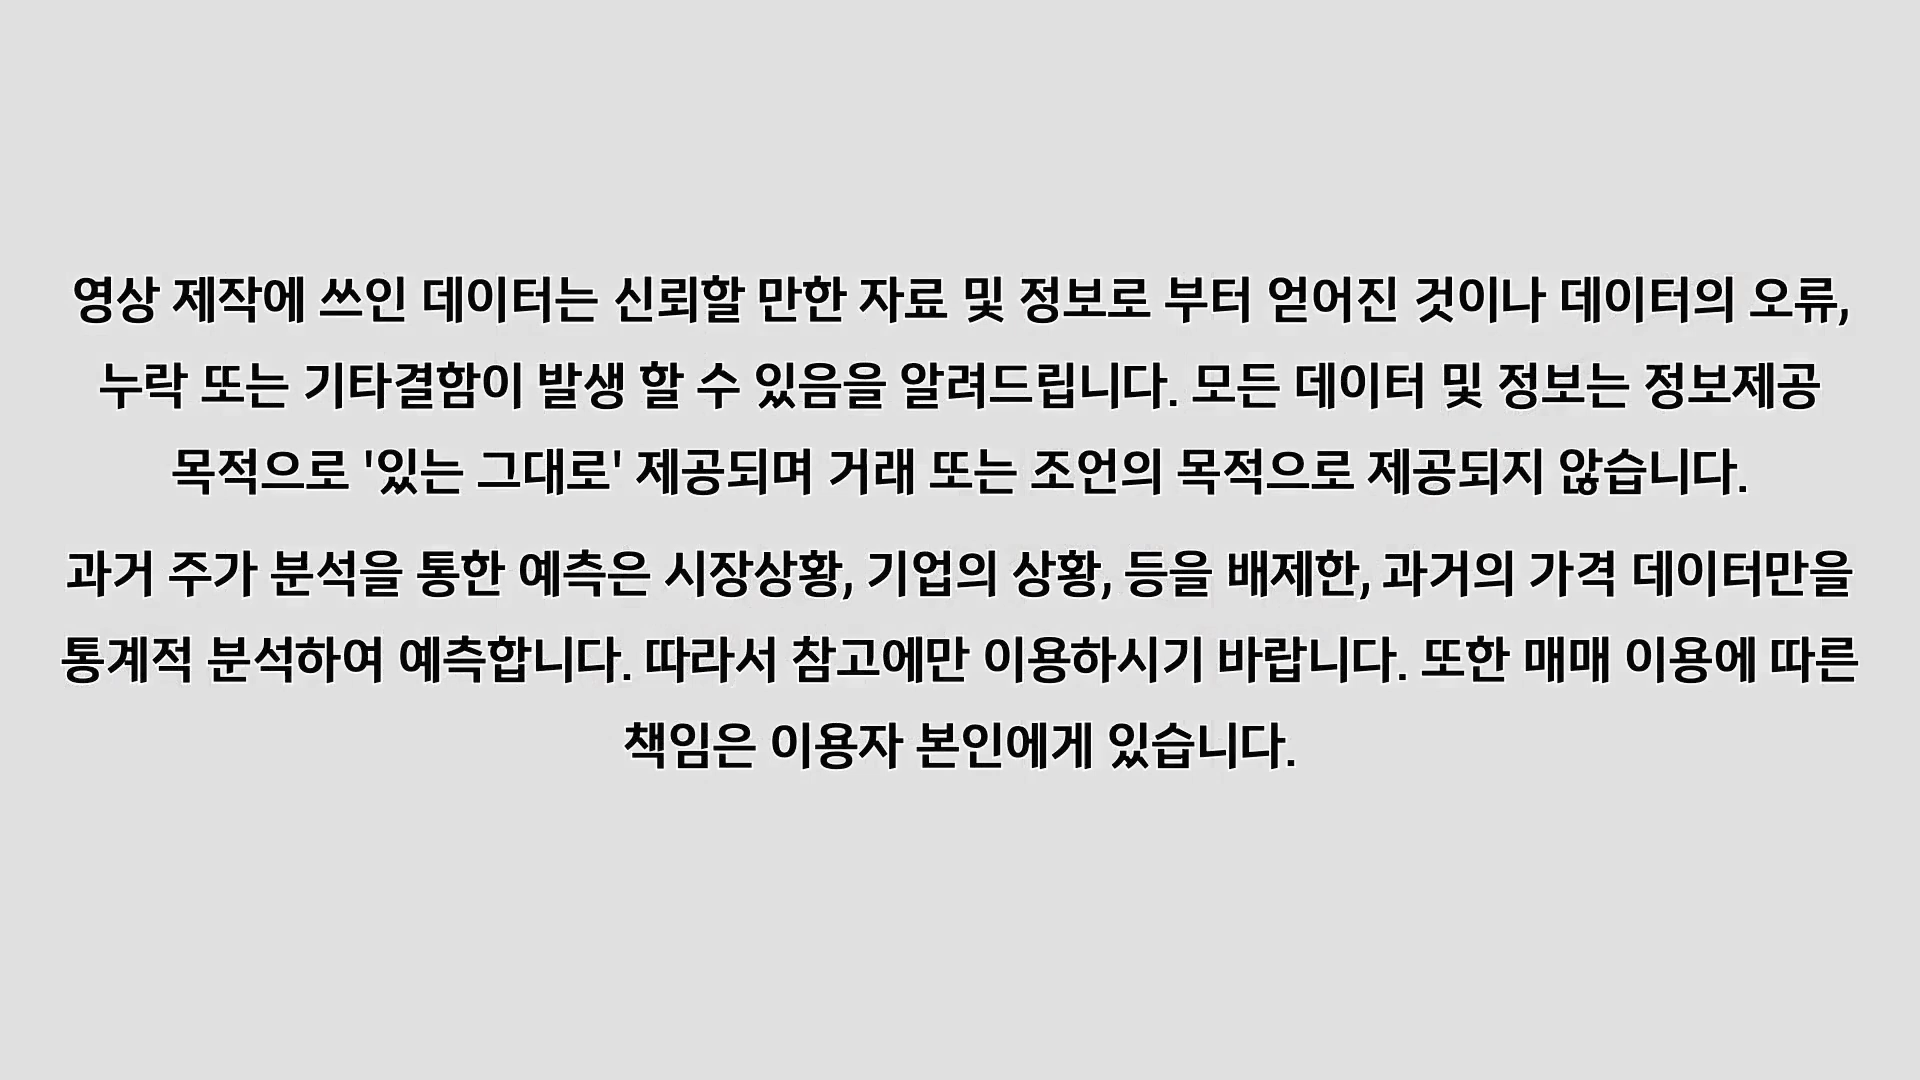 영상 제작에 쓰인 데이터는 신뢰할 만한 자료 및 정보로 부터 얻어진 것이나 데이터의 오류,
누락 또는 기타결함이 발생 할 수 있음을 알려드립니다. 모든 데이터 및 정보는 정보제공
목적으로 '있는 그대로' 제공되며 거래 또는 조언의 목적으로 제공되지 않습니다.
과거 주가 분석을 통한 예측은 시장상황, 기업의 상황, 등을 배제한, 과거의 가격 데이터만을
통계적 분석하여 예측합니다. 따라서 참고에만 이용하시기 바랍니다. 또한 매매 이용에 따른
책임은 이용자 본인에게 있습니다.